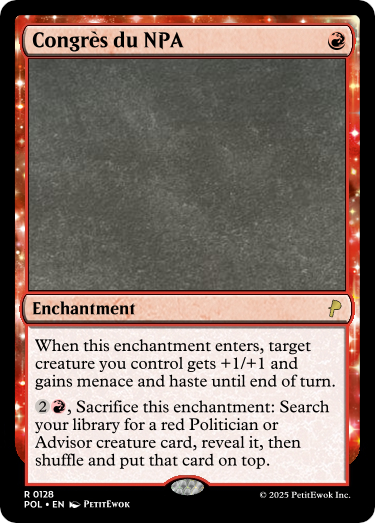 Congrès du NPA
Enchantment
When this enchantment enters, target
creature you control gets +1/+1 and
gains menace and haste until end of turn.
2, Sacrifice this enchantment: Search
your library for a red Politician or
Advisor creature card, reveal it, then
shuffle and put that card on top.
R 0128
POL • EN PetitEwok
© 2025 PetitEwok Inc.